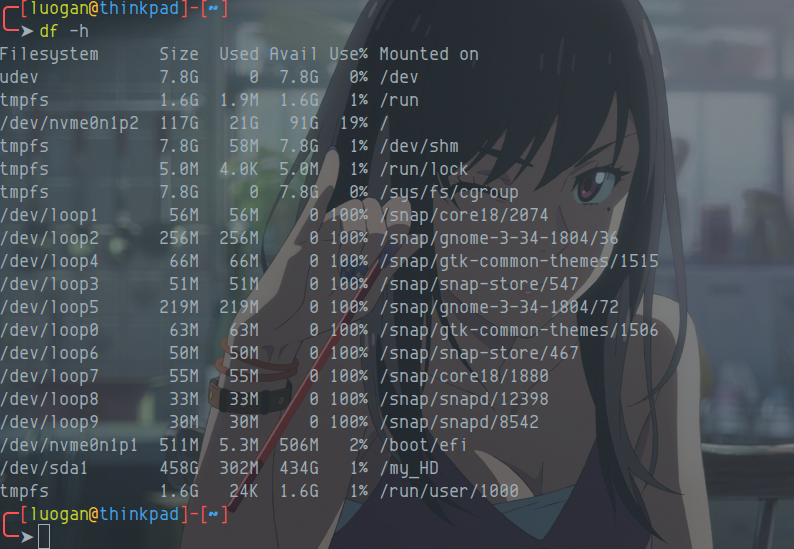 [luogan@thinkpad]-[~]
➤ df -h
Filesystem Size Used Avail Use% Mounted on
udev 7.8G 0 7.8G 0% /dev
tmpfs 1.6G 1.9M 1.6G 1% /run
/dev/nvme0n1p2 117G 21G 91G 19% /
tmpfs 7.8G 58M 7.8G 1% /dev/shm
tmpfs 5.0M 4.0K 5.0M 1% /run/lock
tmpfs 7.8G 0 7.8G 0% /sys/fs/cgroup
/dev/loop1 56M 56M 0 100% /snap/core18/2074
/dev/loop2 256M 256M 0 100% /snap/gnome-3-34-1804/36
/dev/loop4 66M 66M 0 100% /snap/gtk-common-themes/1515
/dev/loop3 51M 51M 0 100% /snap/snap-store/547
/dev/loop5 219M 219M 0 100% /snap/gnome-3-34-1804/72
/dev/loop0 63M 63M 0 100% /snap/gtk-common-themes/1506
/dev/loop6 50M 50M 0 100% /snap/snap-store/467
/dev/loop7 55M 55M 0 100% /snap/core18/1880
/dev/loop8 33M 33M 0 100% /snap/snapd/12398
/dev/loop9 30M 30M 0 100% /snap/snapd/8542
/dev/nvme0n1p1 511M 5.3M 506M 2% /boot/efi
/dev/sda1 458G 302M 434G 1% /my_HD
tmpfs 1.6G 24K 1.6G 1% /run/user/1000
[luogan@thinkpad]-[~]
➤